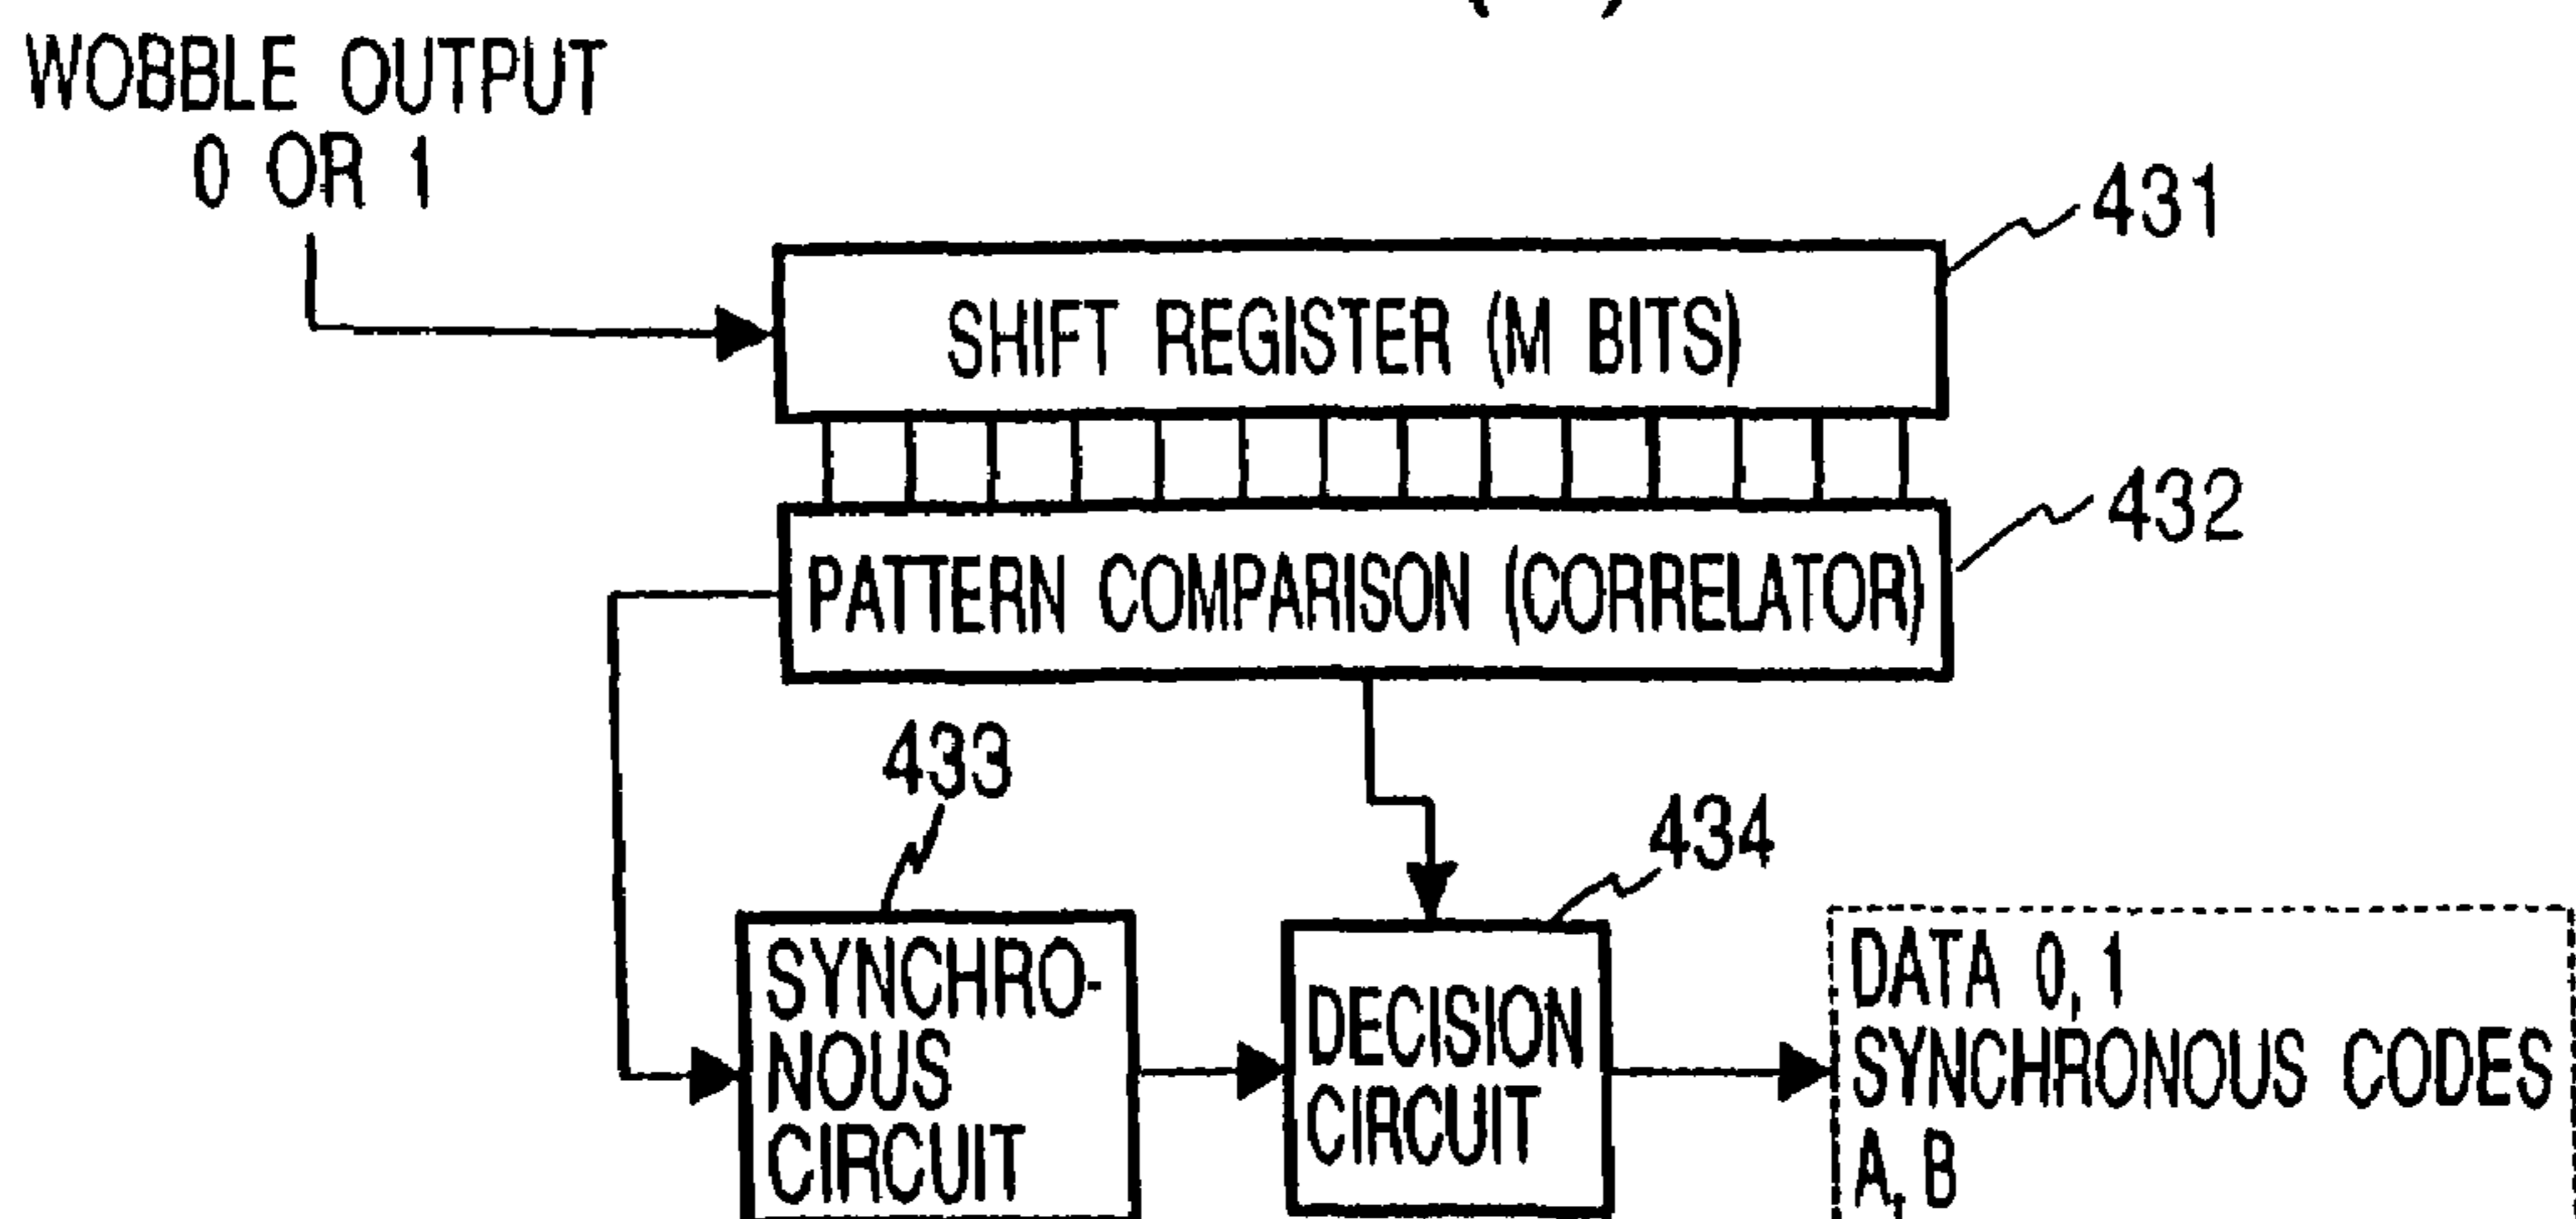 WOBBLE OUTPUT
0 OR 1
431
SHIFT REGISTER (M BITS)
432
PATTERN COMPARISON (CORRELATOR)
433
434
SYNCHRO-
NOUS
CIRCUIT
DECISION
CIRCUIT
DATA 0, 1
SYNCHRONOUS CODES
A, B